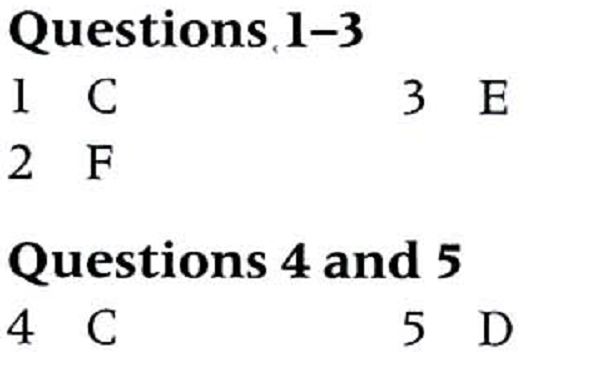 Questions 1–3
1 C 3 E
2 F
Questions 4 and 5
4 C 5 D